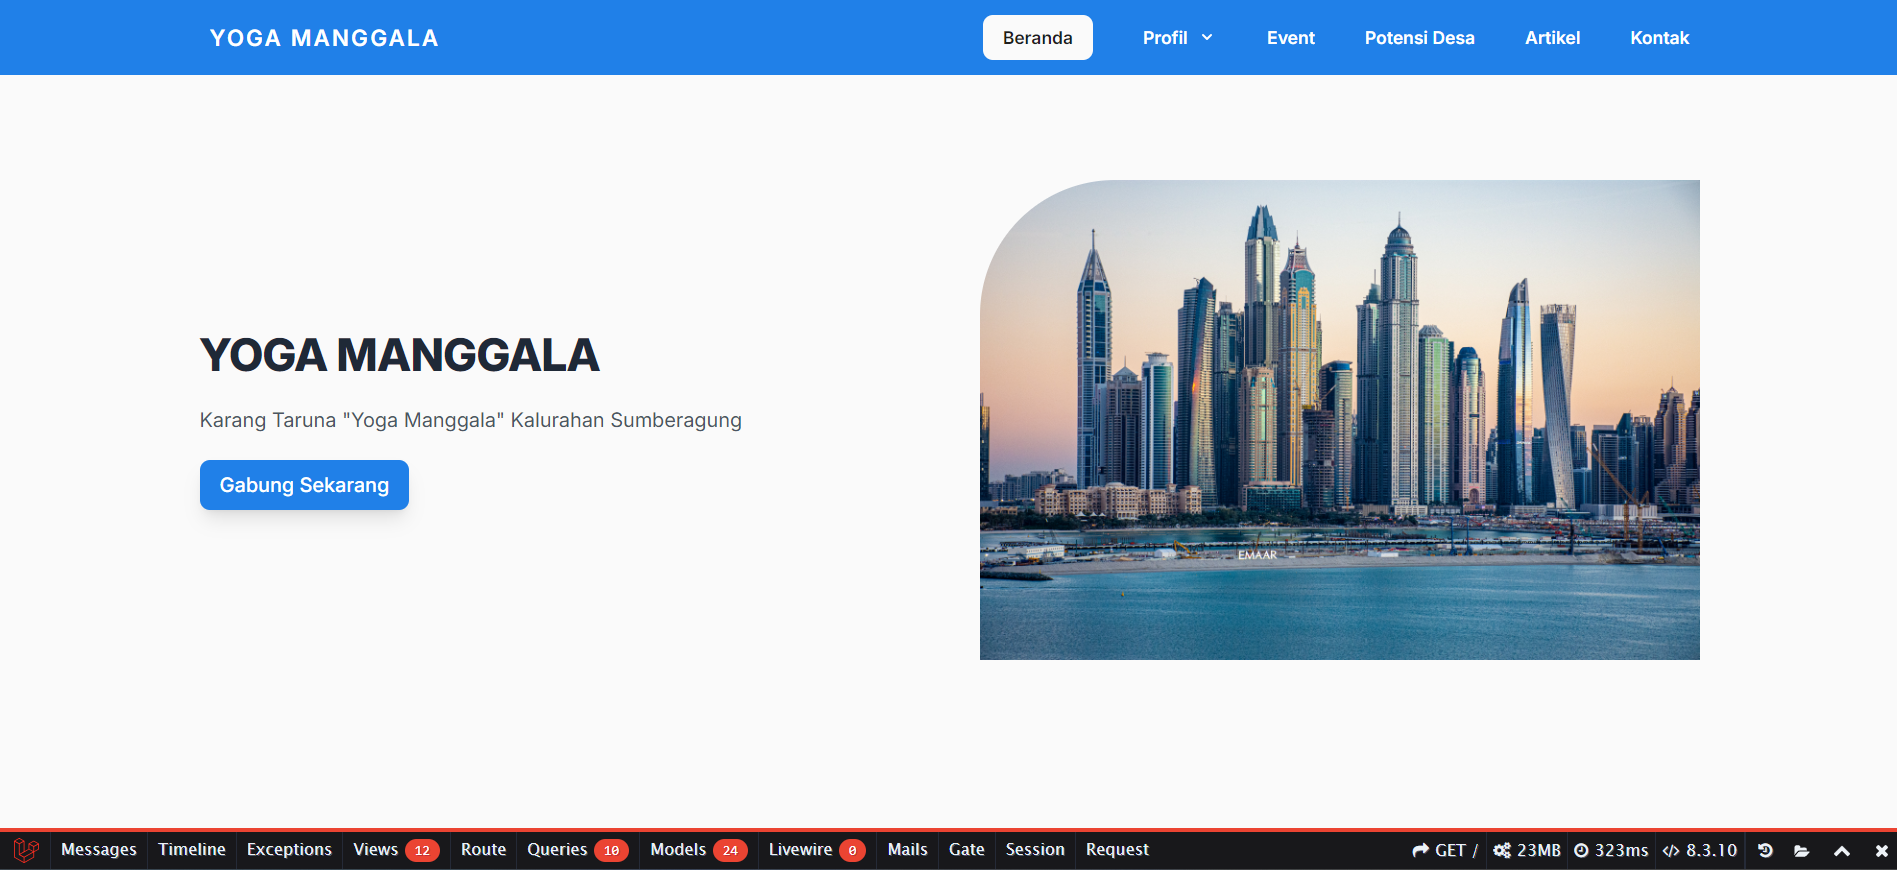 YOGA MANGGALA
Beranda
Profil
Event
Potensi Desa
Artikel
Kontak
YOGA MANGGALA
Karang Taruna "Yoga Manggala" Kalurahan Sumberagung
Gabung Sekarang
EMAAR
Messages
Timeline
Exceptions
Views 12
Route
Queries 10
Models 24
Livewire 0
Mails
Gate
Session
Request
GET /
23MB
323ms
8.3.10